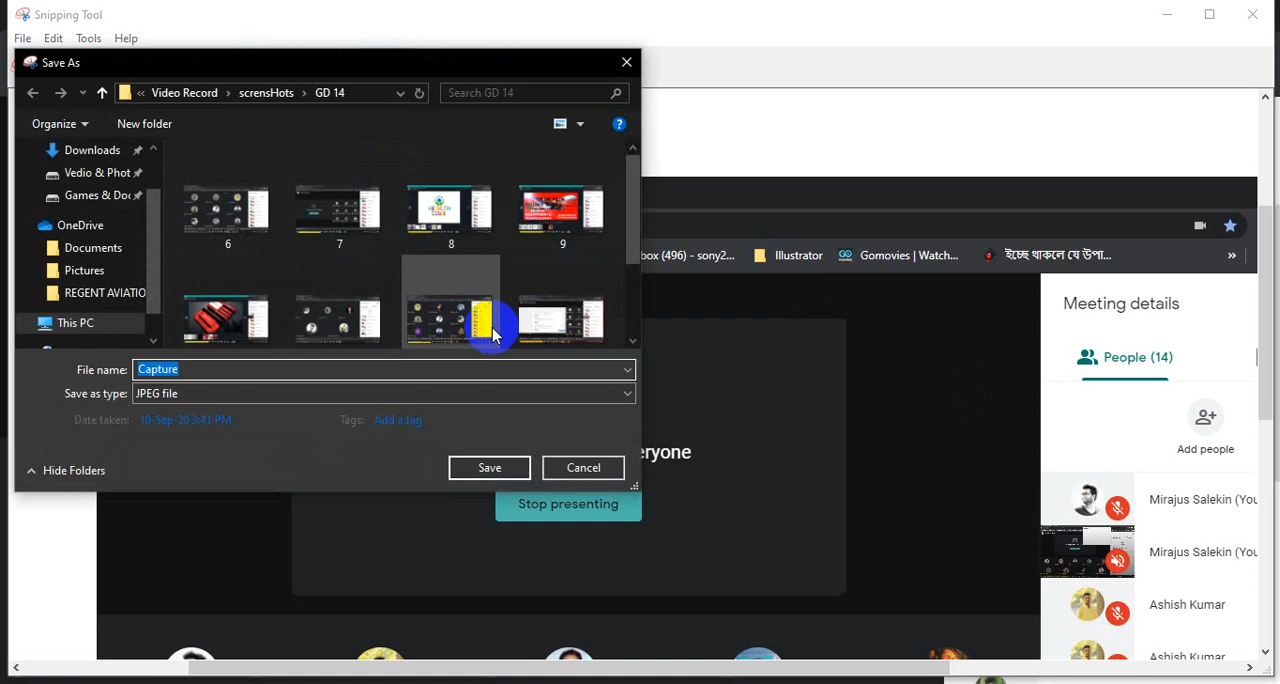 Snipping Tool
File Edit Tools Help
Save As
« Video Record › scrensHots › GD 14
Search GD 14
Organize New folder
Downloads
Vedio & Phot
Games & Do
OneDrive
Documents
Pictures
REGENT AVIATIO
This PC
6 7 8 9
File name: Capture
Save as type: JPEG file
Date taken: 10-Sep-20 3:41 PM Tags: Add a tag
Hide Folders
Save Cancel
box (496) - sony2... Illustrator Gomovies | Watch... ইচ্ছে থাকলে যে উপা... »
eryone
Stop presenting
Meeting details
People (14)
Add people
Mirajus Salekin (You
Mirajus Salekin (You
Ashish Kumar
Ashish Kumar